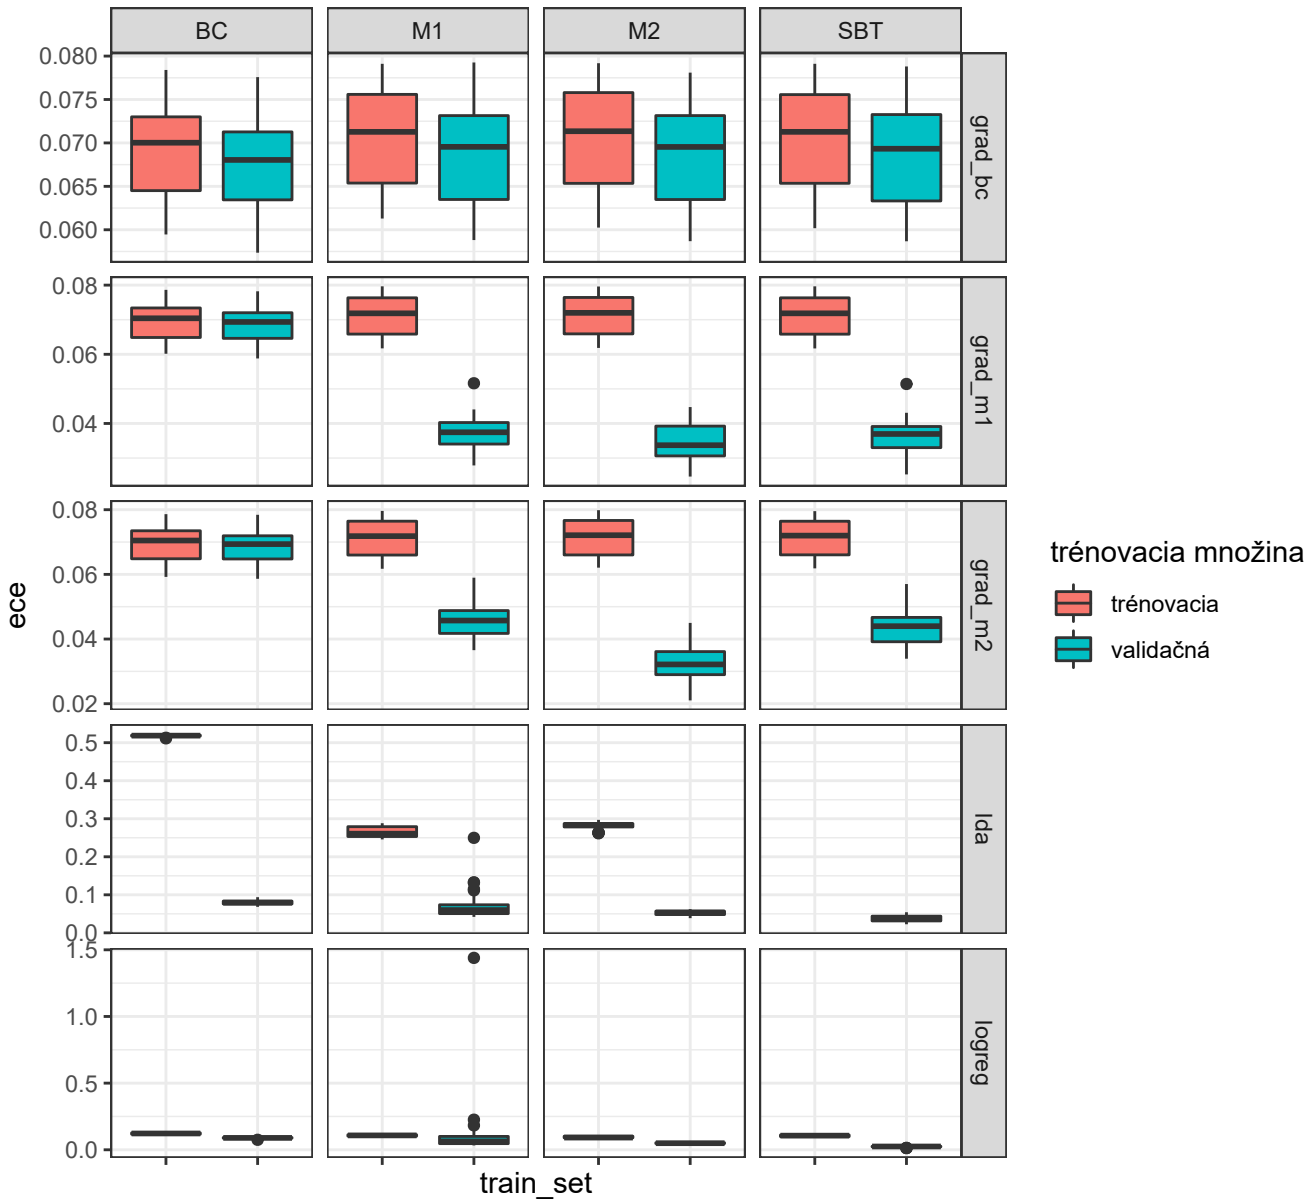 BC M1 M2 SBT
0.080
0.075
0.070
0.065
0.060
grad_bc
0.08
0.06
0.04
grad_m1
0.08
0.06
0.04
0.02
grad_m2
0.5
0.4
0.3
0.2
0.1
0.0
lda
1.5
1.0
0.5
0.0
logreg
ece
train_set
trénovacia množina
trénovacia
validačná